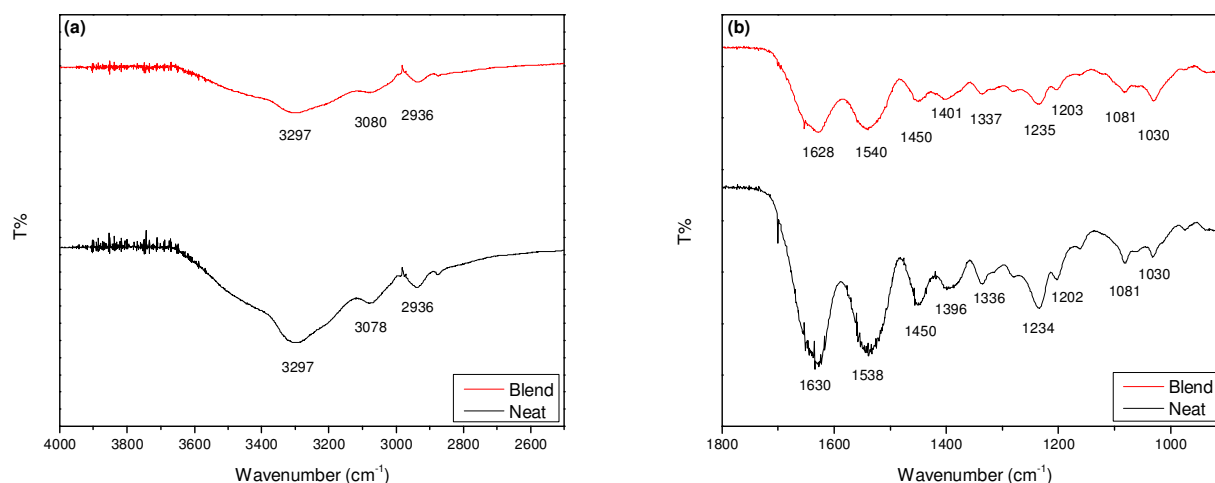 (a)
T%
3297
3080
2936
3297
3078
2936
Blend
Neat
4000 3800 3600 3400 3200 3000 2800 2600
Wavenumber (cm⁻¹)
(b)
T%
1628
1540
1450
1401
1337
1235
1203
1081
1030
1630
1538
1450
1396
1336
1234
1202
1081
1030
Blend
Neat
1800 1600 1400 1200 1000
Wavenumber (cm⁻¹)